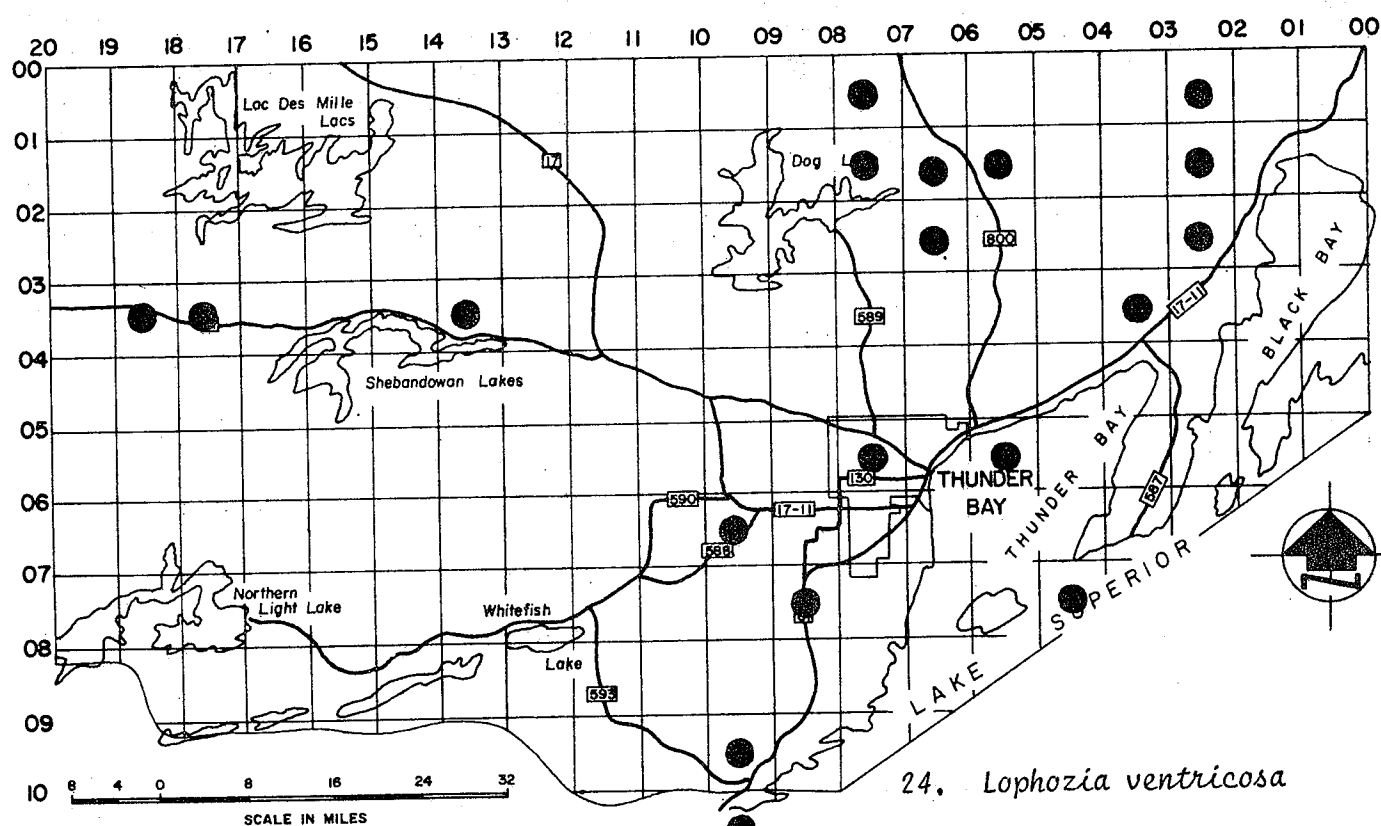 20 19 18 17 16 15 14 13 12 11 10 09 08 07 06 05 04 03 02 01 00
00
01
02
03
04
05
06
07
08
09
10
Lac Des Mille
Lacs
17
Dog
800
589
17-11
BLACK BAY
Shebandowan Lakes
THUNDER BAY
130
THUNDER
BAY
590
17-11
588
587
Northern
Light Lake
Whitefish
Lake
593
LAKE SUPERIOR
N
8 4 0 8 16 24 32
SCALE IN MILES
24. Lophozia ventricosa